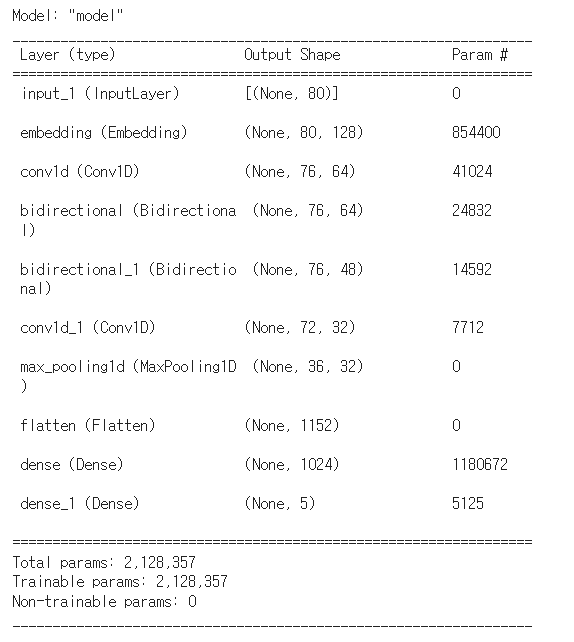 Model: "model"
_________________________________________________________________
Layer (type)                Output Shape              Param #
=================================================================
input_1 (InputLayer)        [(None, 80)]              0
embedding (Embedding)       (None, 80, 128)           854400
conv1d (Conv1D)             (None, 76, 64)            41024
bidirectional (Bidirectiona  (None, 76, 64)           24832
l)
bidirectional_1 (Bidirectio  (None, 76, 48)           14592
nal)
conv1d_1 (Conv1D)           (None, 72, 32)            7712
max_pooling1d (MaxPooling1D  (None, 36, 32)           0
)
flatten (Flatten)           (None, 1152)              0
dense (Dense)               (None, 1024)              1180672
dense_1 (Dense)             (None, 5)                 5125
=================================================================
Total params: 2,128,357
Trainable params: 2,128,357
Non-trainable params: 0
_________________________________________________________________